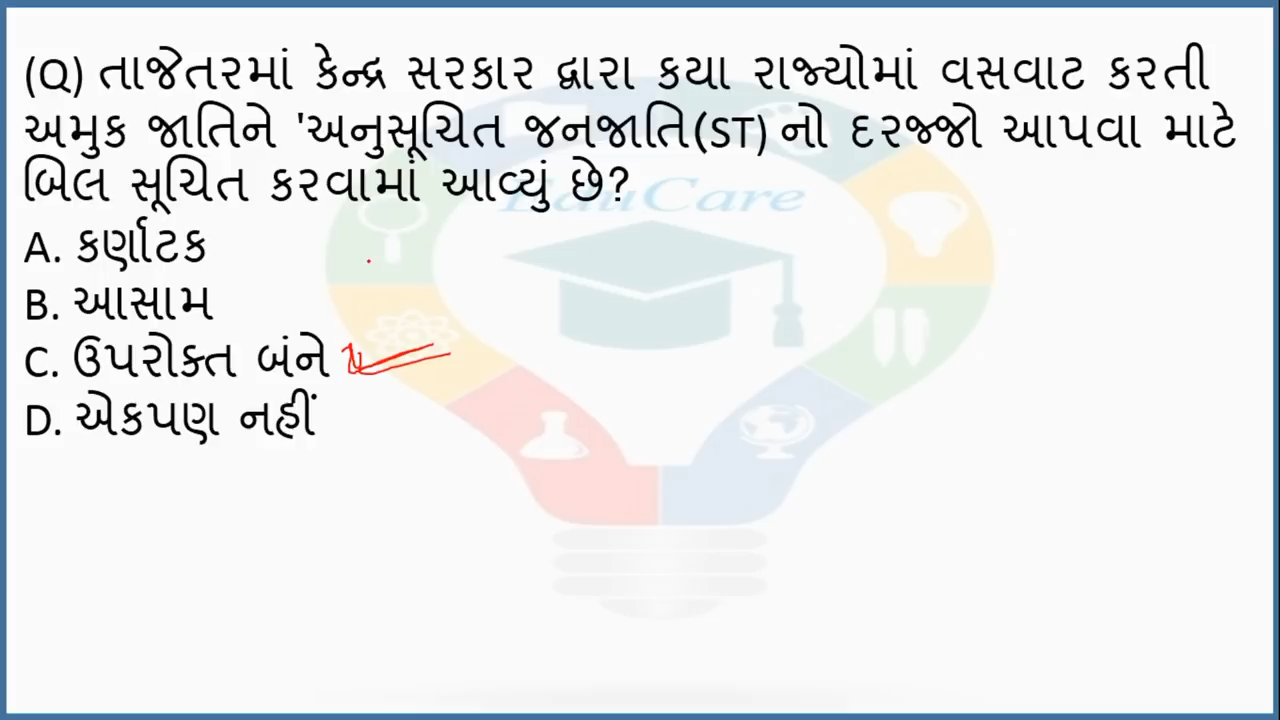 (Q) તાજેતરમાં કેન્દ્ર સરકાર દ્વારા કયા રાજ્યોમાં વસવાટ કરતી
અમુક જાતિને 'અનુસૂચિત જનજાતિ(ST) નો દરજ્જો આપવા માટે
બિલ સૂચિત કરવામાં આવ્યું છે?
EduCare
A. કર્ણાટક
B. આસામ
C. ઉપરોક્ત બંને
D. એકપણ નહીં